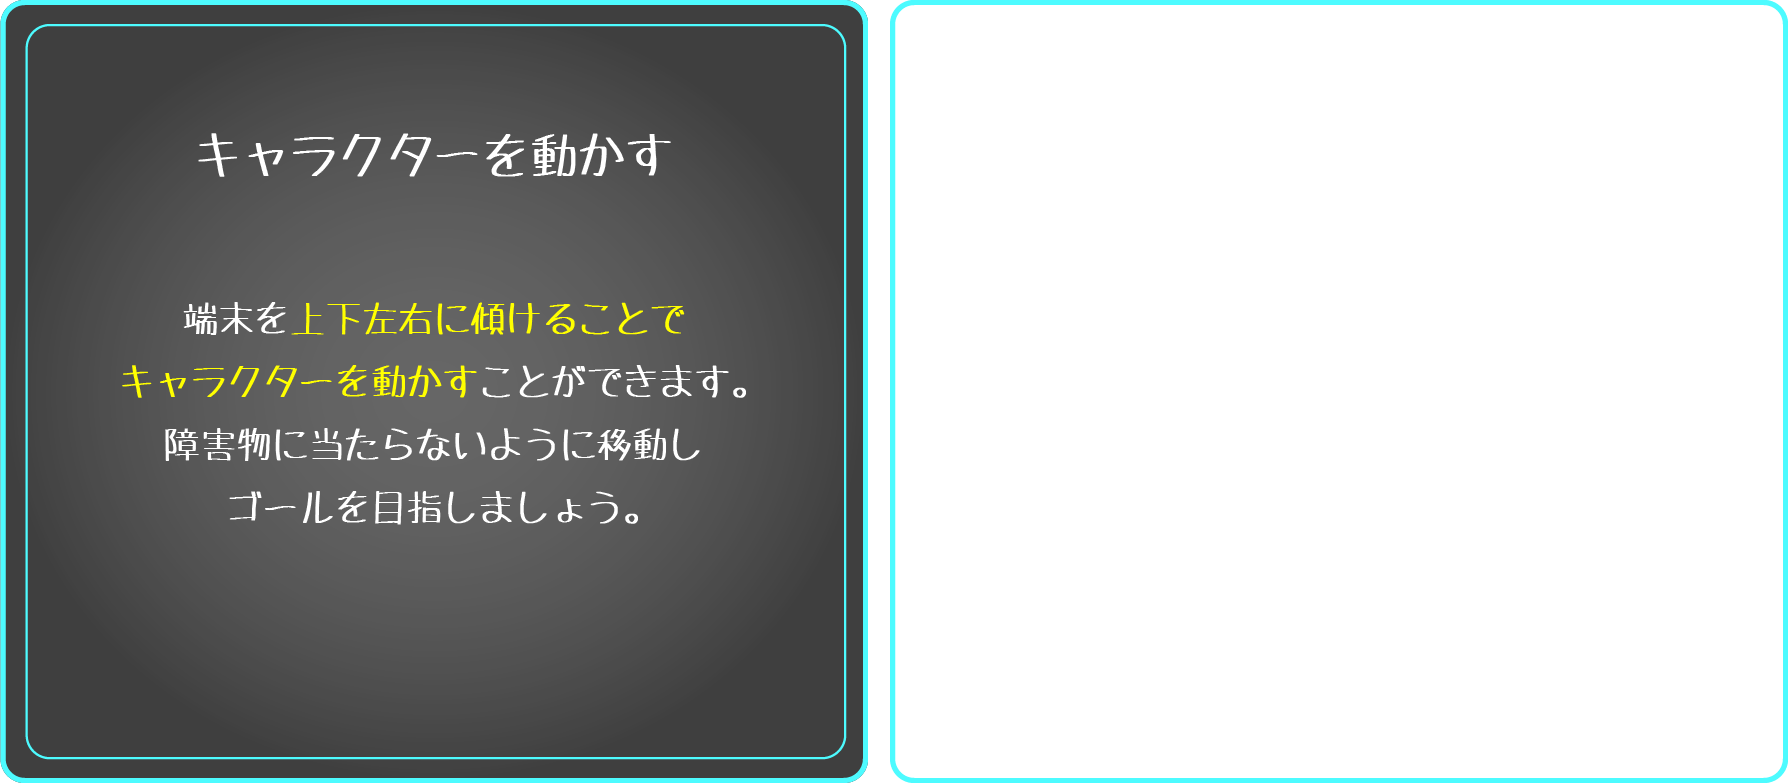 キャラクターを動かす
端末を上下左右に傾けることで
キャラクターを動かすことができます。
障害物に当たらないように移動し
ゴールを目指しましょう。